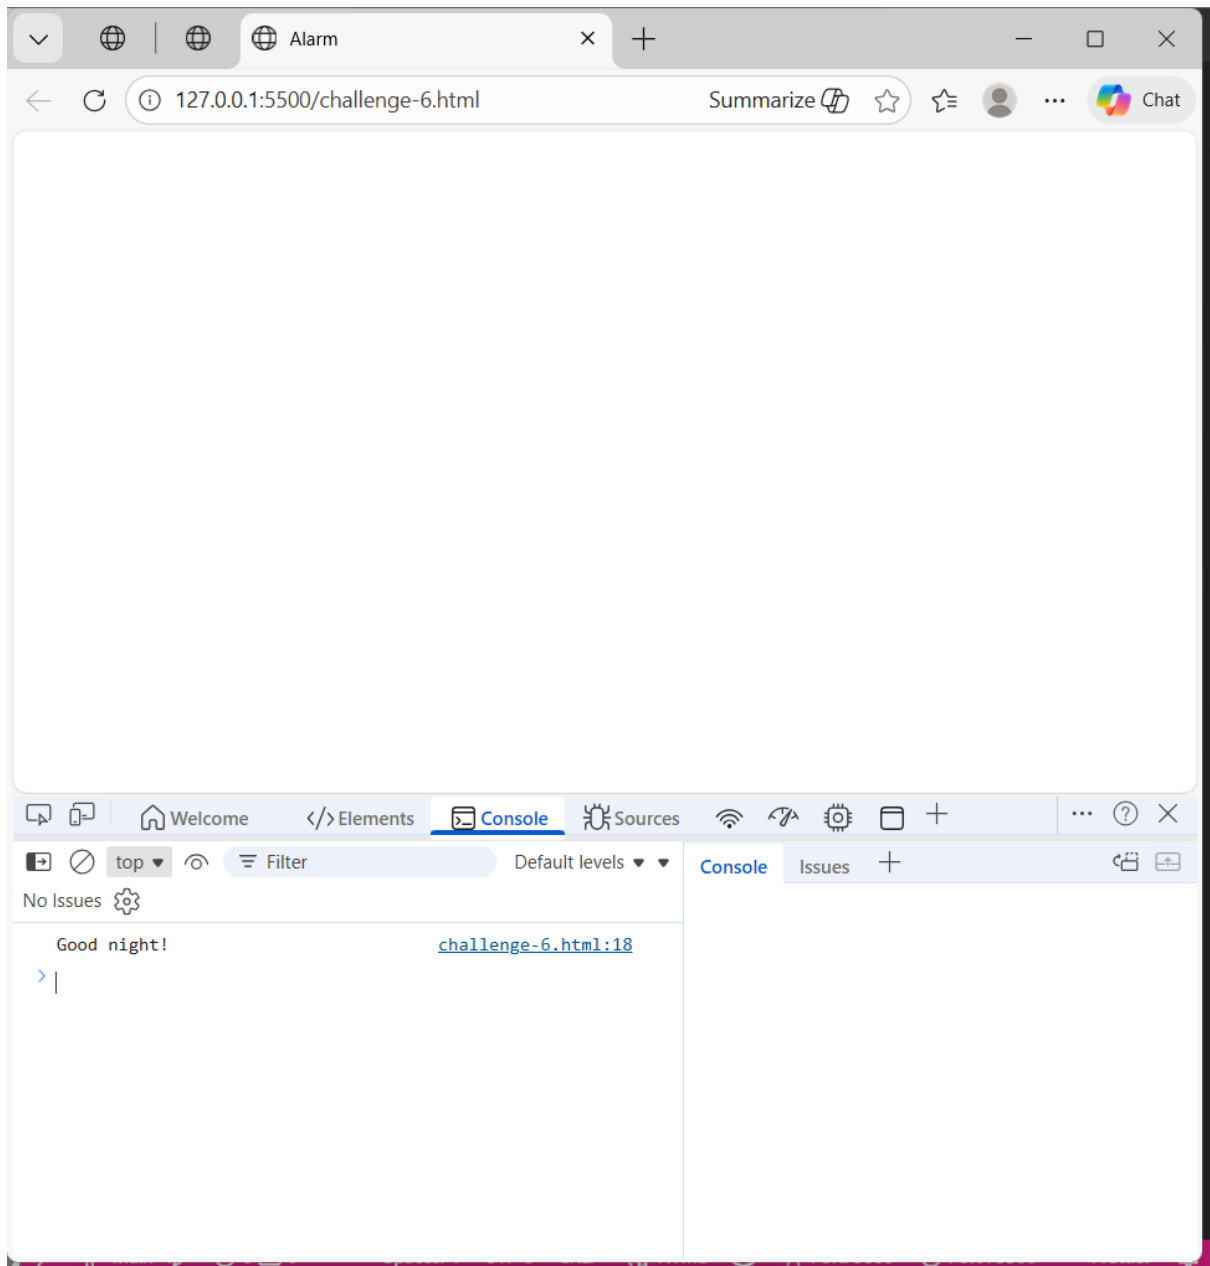 Alarm
127.0.0.1:5500/challenge-6.html Summarize Chat
Welcome </>Elements Console Sources
top Filter Default levels Console Issues
No Issues
Good night! challenge-6.html:18
>